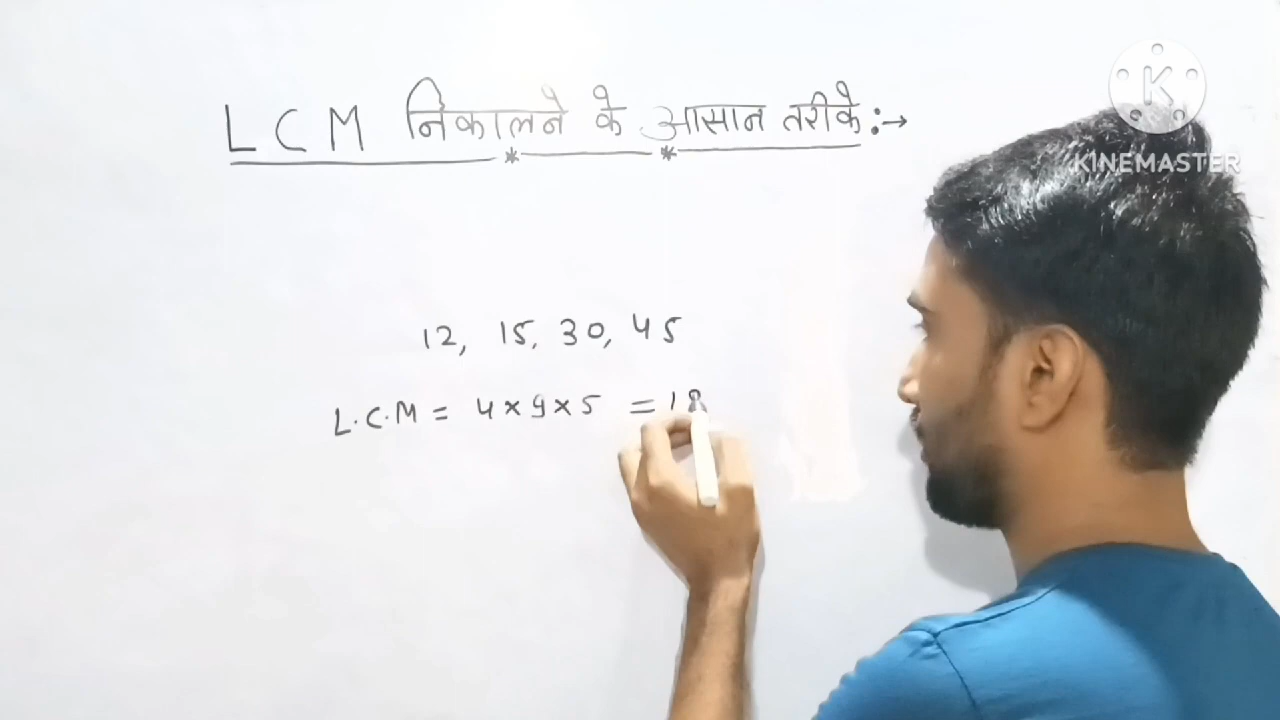 LCM निकालने के आसान तरीके :→
K
KINEMASTER
12, 15, 30, 45
L.C.M = 4 × 9 × 5 = 18